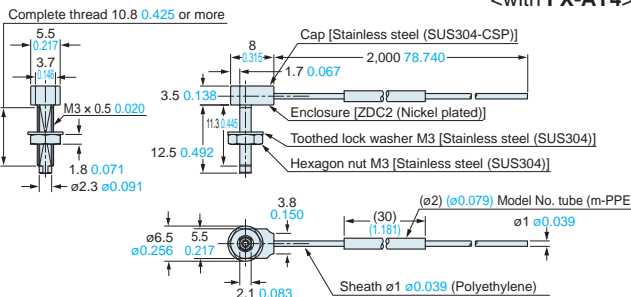 <with FX-AT4>
Complete thread 10.8 0.425 or more
5.5
0.217
3.7
0.146
M3 × 0.5 0.020
1.8 0.071
ø2.3 ø0.091
8
0.315
Cap [Stainless steel (SUS304-CSP)]
2,000 78.740
1.7 0.067
3.5 0.138
Enclosure [ZDC2 (Nickel plated)]
11.3 0.445
Toothed lock washer M3 [Stainless steel (SUS304)]
12.5 0.492
Hexagon nut M3 [Stainless steel (SUS304)]
3.8
0.150
(ø2) (ø0.079) Model No. tube (m-PPE
(30)
(1.181)
ø1 ø0.039
ø6.5
ø0.256
5.5
0.217
Sheath ø1 ø0.039 (Polyethylene)
2.1 0.083